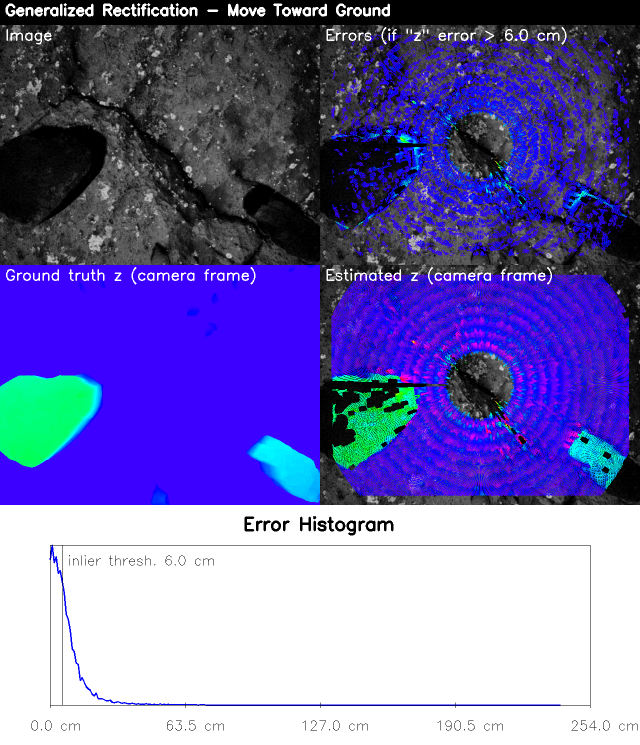 Generalized Rectification - Move Toward Ground
Image
Errors (if "z" error > 6.0 cm)
Ground truth z (camera frame)
Estimated z (camera frame)
Error Histogram
inlier thresh. 6.0 cm
0.0 cm
63.5 cm
127.0 cm
190.5 cm
254.0 cm